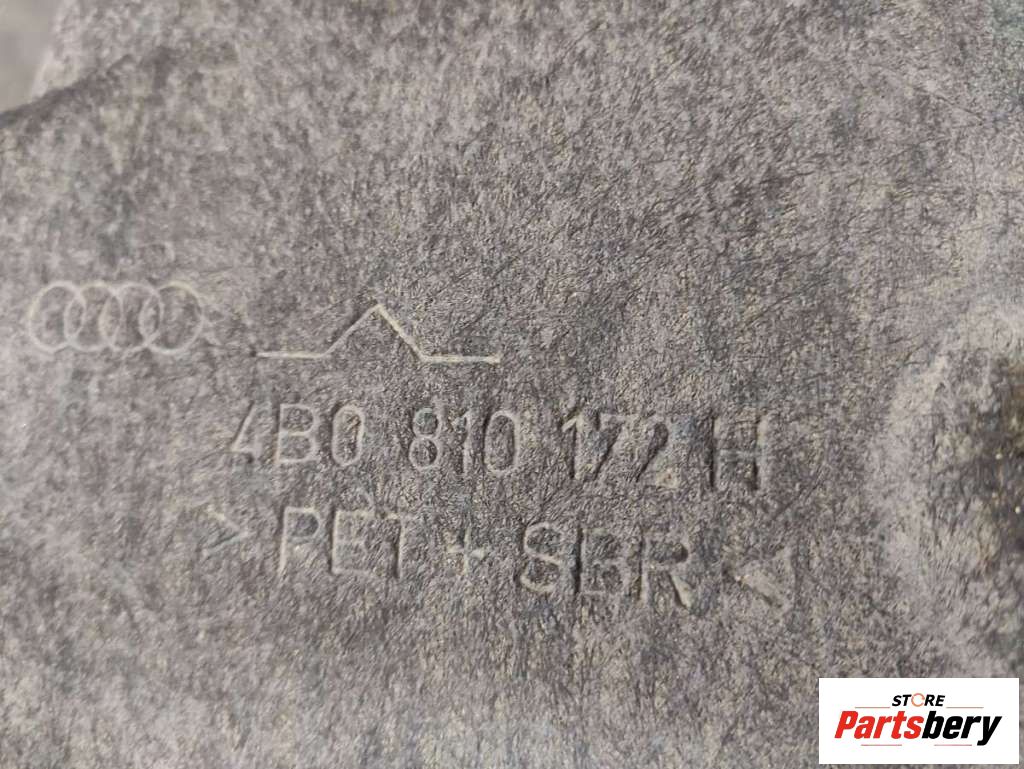 4B0 810 172 H
> PET + SBR <
STORE
Partsbery